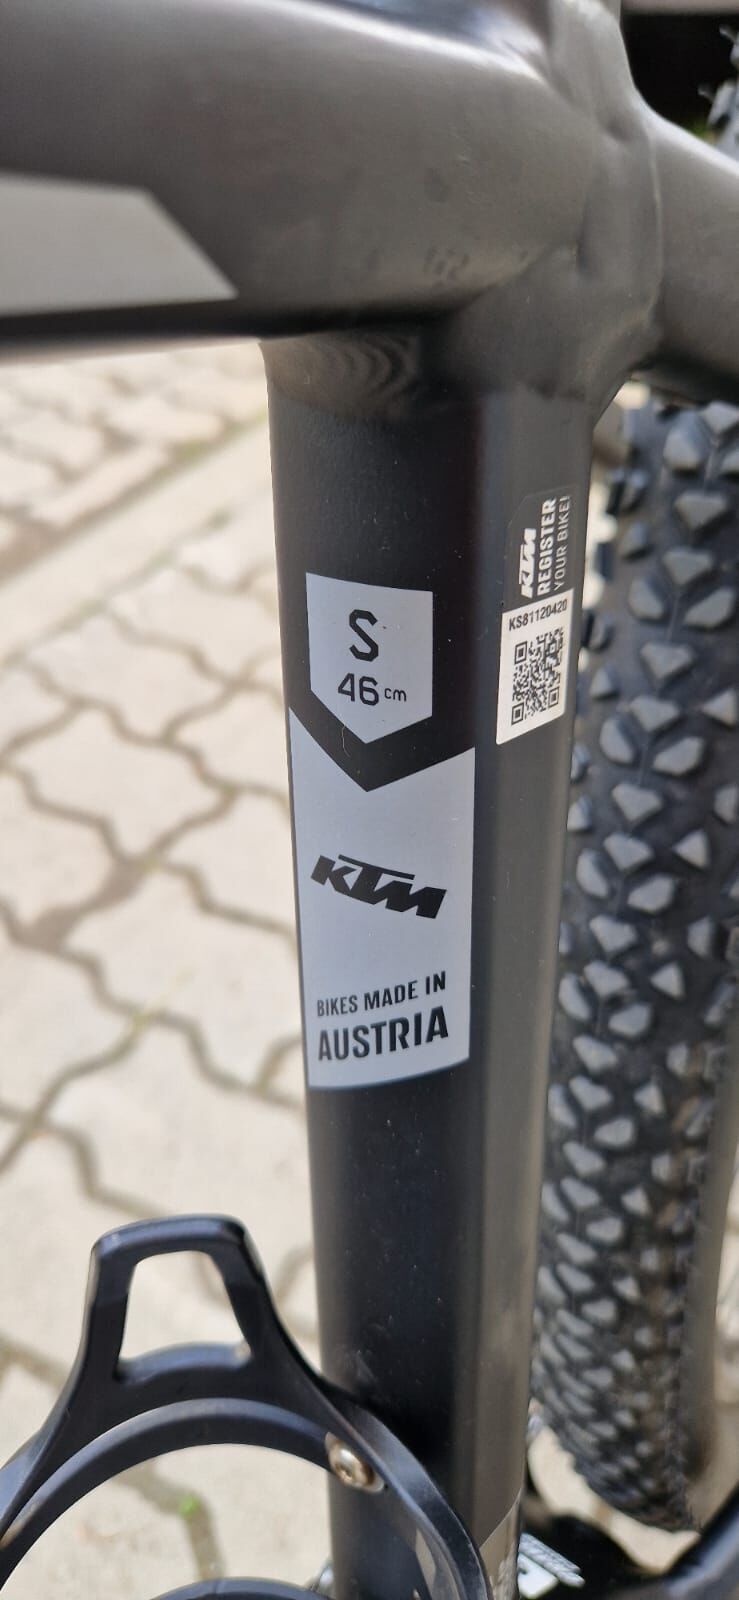 KTM
REGISTER
YOUR BIKE!
KS81120420
S
46 cm
KTM
BIKES MADE IN
AUSTRIA